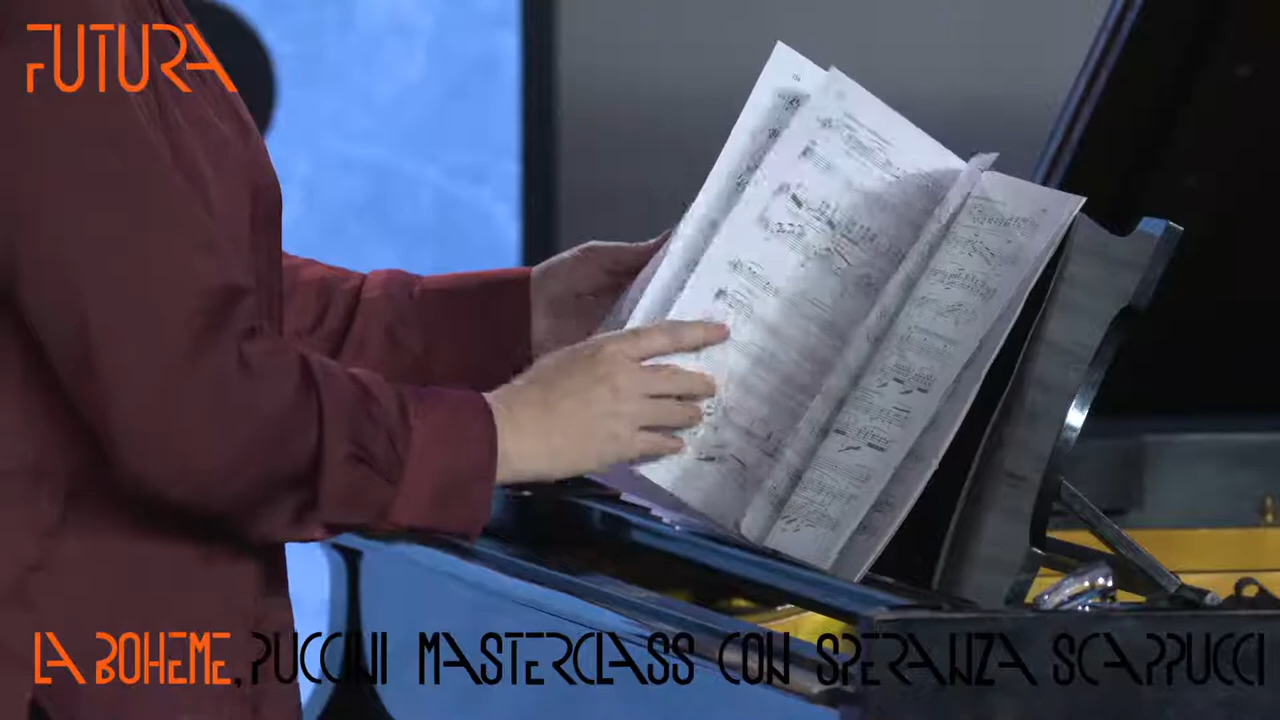 FUTURA
LA BOHEME, PUCCINI MASTERCLASS CON SPERANZA SCAPPUCCI